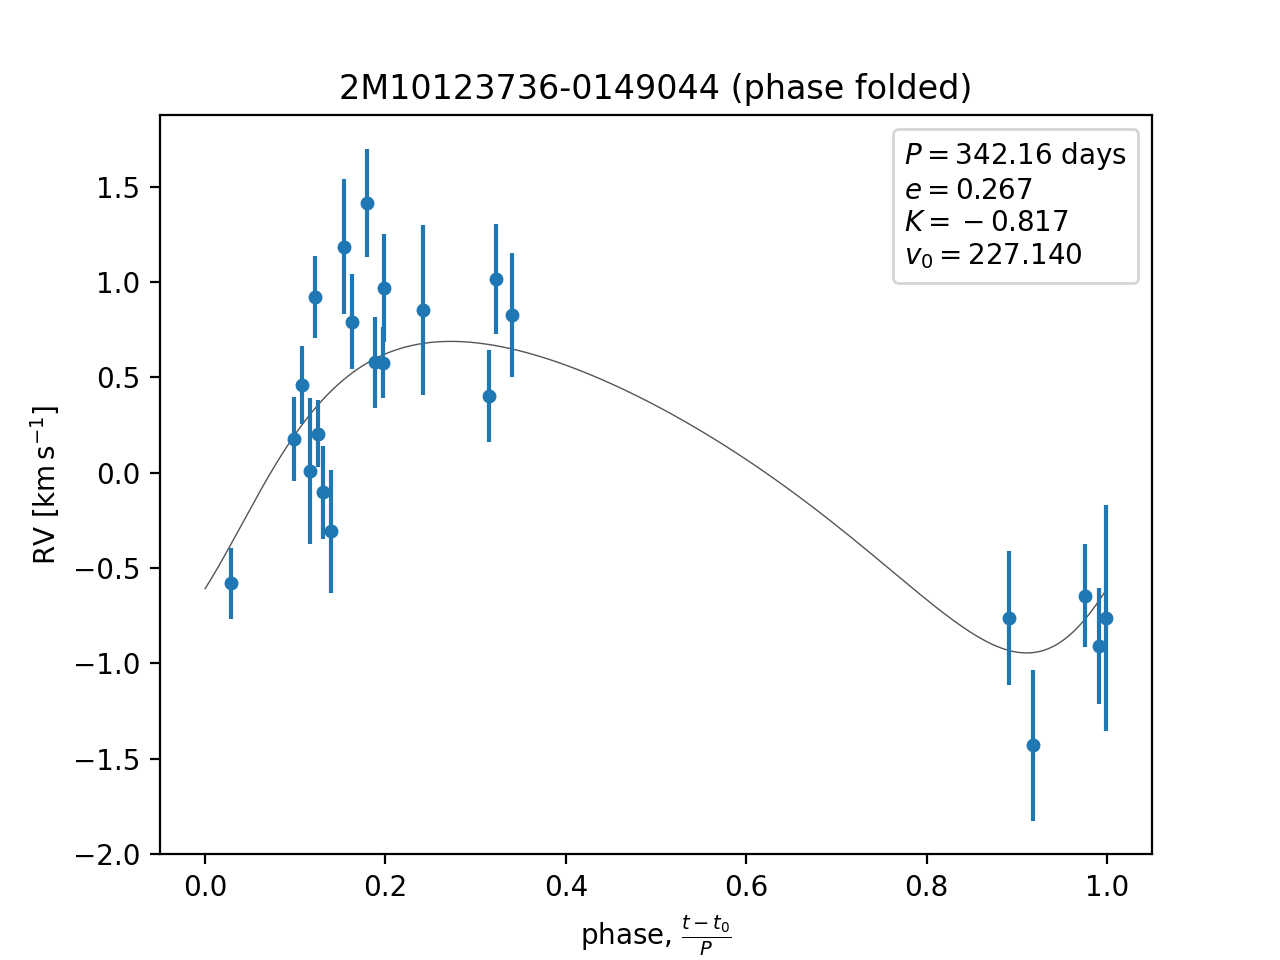 2M10123736-0149044 (phase folded)
P = 342.16 days
e = 0.267
K = −0.817
v₀ = 227.140
1.5
1.0
0.5
0.0
−0.5
−1.0
−1.5
−2.0
RV [km s⁻¹]
0.0 0.2 0.4 0.6 0.8 1.0
phase, (t − t₀)/P